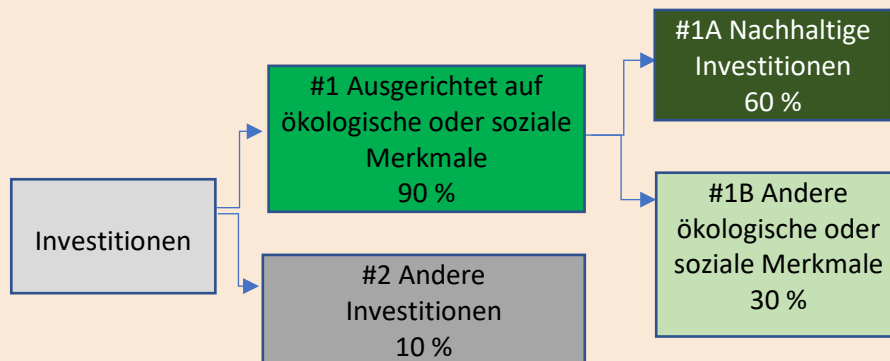 Investitionen
#1 Ausgerichtet auf
ökologische oder soziale
Merkmale
90 %
#2 Andere
Investitionen
10 %
#1A Nachhaltige
Investitionen
60 %
#1B Andere
ökologische oder
soziale Merkmale
30 %